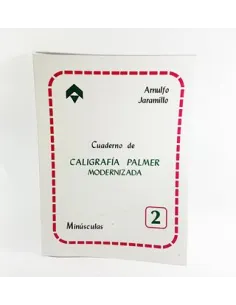 Arnulfo
Jaramillo
Cuaderno de
CALIGRAFÍA PALMER
MODERNIZADA
Minúsculas
2